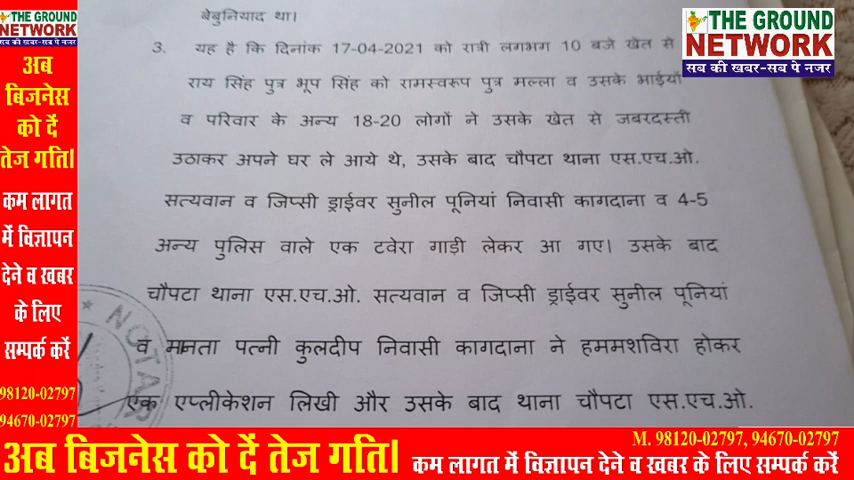 THE GROUND
NETWORK
सब की खबर-सब पे नजर
अब
बिजनेस
को दें
तेज गति।
कम लागत
में विज्ञापन
देने व खबर
के लिए
सम्पर्क करें
98120-02797
94670-02797
THE GROUND
NETWORK
सब की खबर-सब पे नजर
बेबुनियाद था।
3. यह है कि दिनांक 17-04-2021 को रात्री लगभग 10 बजे खेत से
राय सिंह पुत्र भूप सिंह को रामस्वरूप पुत्र मल्ला व उसके भाईयों
व परिवार के अन्य 18-20 लोगों ने उसके खेत से जबरदस्ती
उठाकर अपने घर ले आये थे, उसके बाद चौपटा थाना एस.एच.ओ.
सत्यवान व जिप्सी ड्राईवर सुनील पूनियां निवासी कागदाना व 4-5
अन्य पुलिस वाले एक टवेरा गाड़ी लेकर आ गए। उसके बाद
चौपटा थाना एस.एच.ओ. सत्यवान व जिप्सी ड्राईवर सुनील पूनियां
व मानता पत्नी कुलदीप निवासी कागदाना ने हममशविरा होकर
एक एप्लीकेशन लिखी और उसके बाद थाना चौपटा एस.एच.ओ.
NOTA
अब बिजनेस को दें तेज गति।
M. 98120-02797, 94670-02797
कम लागत में विज्ञापन देने व खबर के लिए सम्पर्क करें